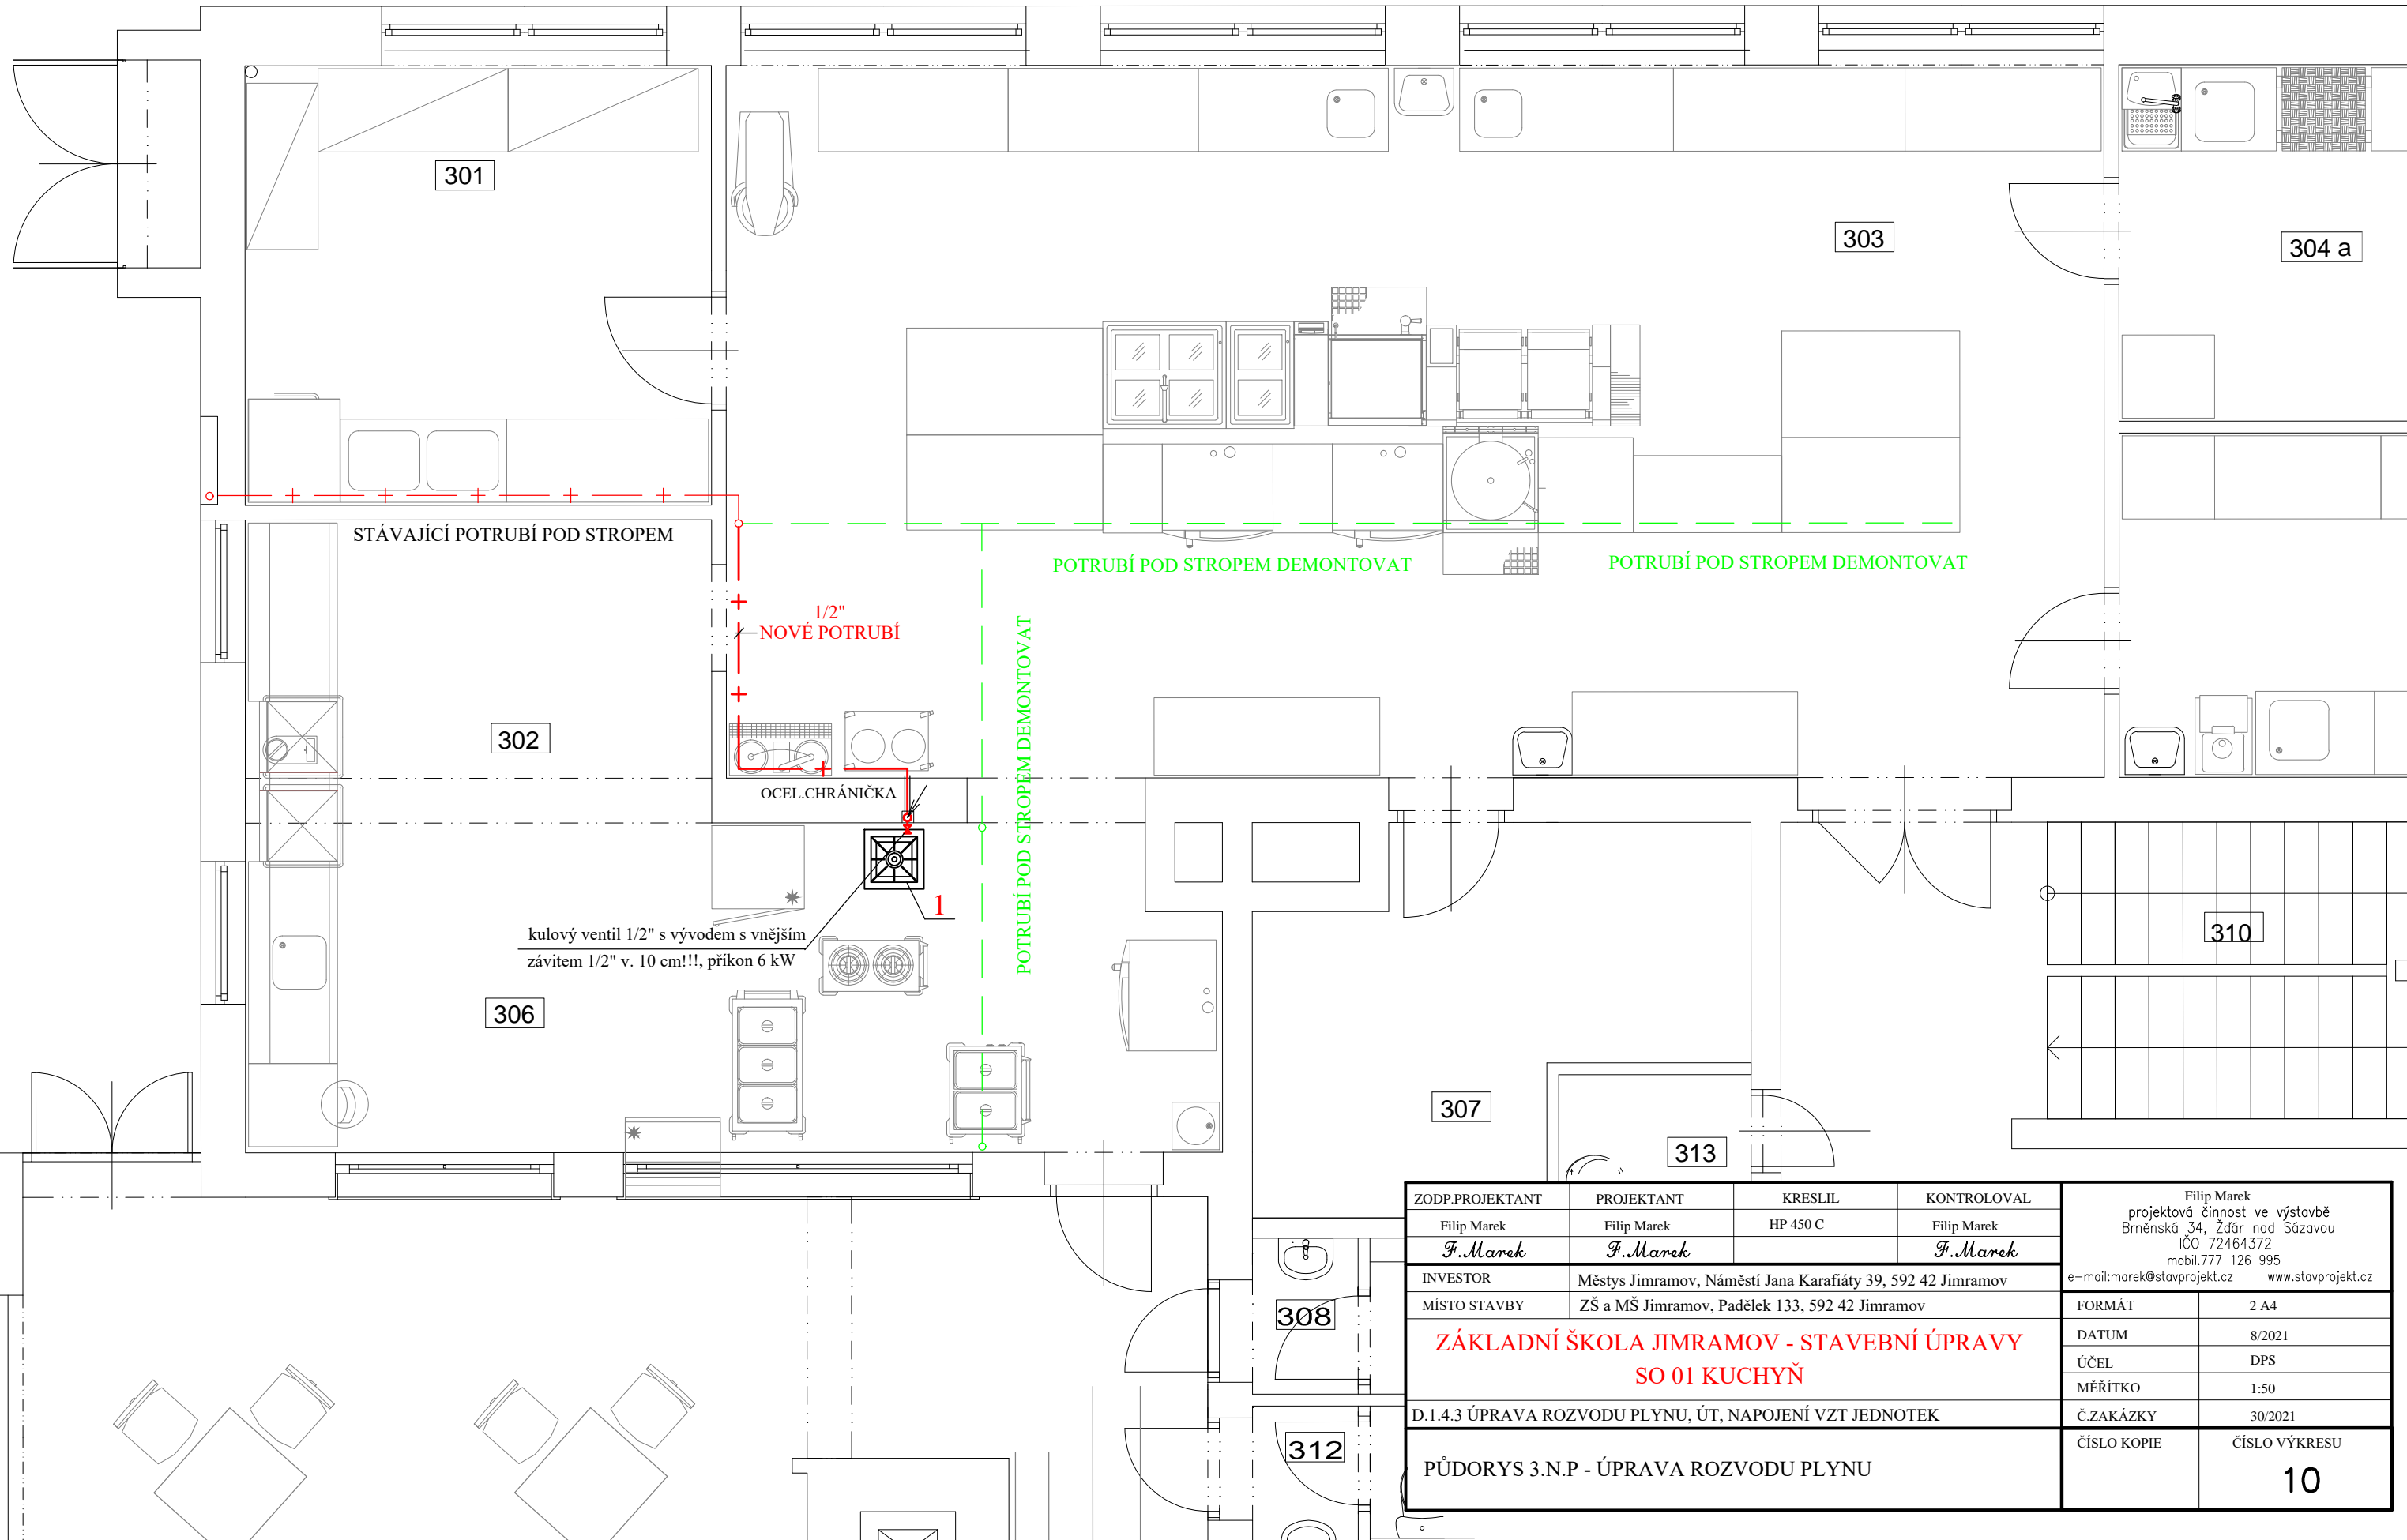 301
303
304 a
STÁVAJÍCÍ POTRUBÍ POD STROPEM
POTRUBÍ POD STROPEM DEMONTOVAT
POTRUBÍ POD STROPEM DEMONTOVAT
1/2"
NOVÉ POTRUBÍ
POTRUBÍ POD STROPEM DEMONTOVAT
302
OCEL.CHRÁNIČKA
1
kulový ventil 1/2" s vývodem s vnějším
závitem 1/2" v. 10 cm!!!, příkon 6 kW
310
306
307
313
308
312
ZODP.PROJEKTANT PROJEKTANT KRESLIL KONTROLOVAL
Filip Marek Filip Marek HP 450 C Filip Marek
F.Marek F.Marek F.Marek
INVESTOR Městys Jimramov, Náměstí Jana Karafiáty 39, 592 42 Jimramov
MÍSTO STAVBY ZŠ a MŠ Jimramov, Padělek 133, 592 42 Jimramov
ZÁKLADNÍ ŠKOLA JIMRAMOV - STAVEBNÍ ÚPRAVY
SO 01 KUCHYŇ
D.1.4.3 ÚPRAVA ROZVODU PLYNU, ÚT, NAPOJENÍ VZT JEDNOTEK
PŮDORYS 3.N.P - ÚPRAVA ROZVODU PLYNU
Filip Marek
projektová činnost ve výstavbě
Brněnská 34, Žďár nad Sázavou
IČO 72464372
mobil.777 126 995
e-mail:marek@stavprojekt.cz www.stavprojekt.cz
FORMÁT 2 A4
DATUM 8/2021
ÚČEL DPS
MĚŘÍTKO 1:50
Č.ZAKÁZKY 30/2021
ČÍSLO KOPIE ČÍSLO VÝKRESU
10